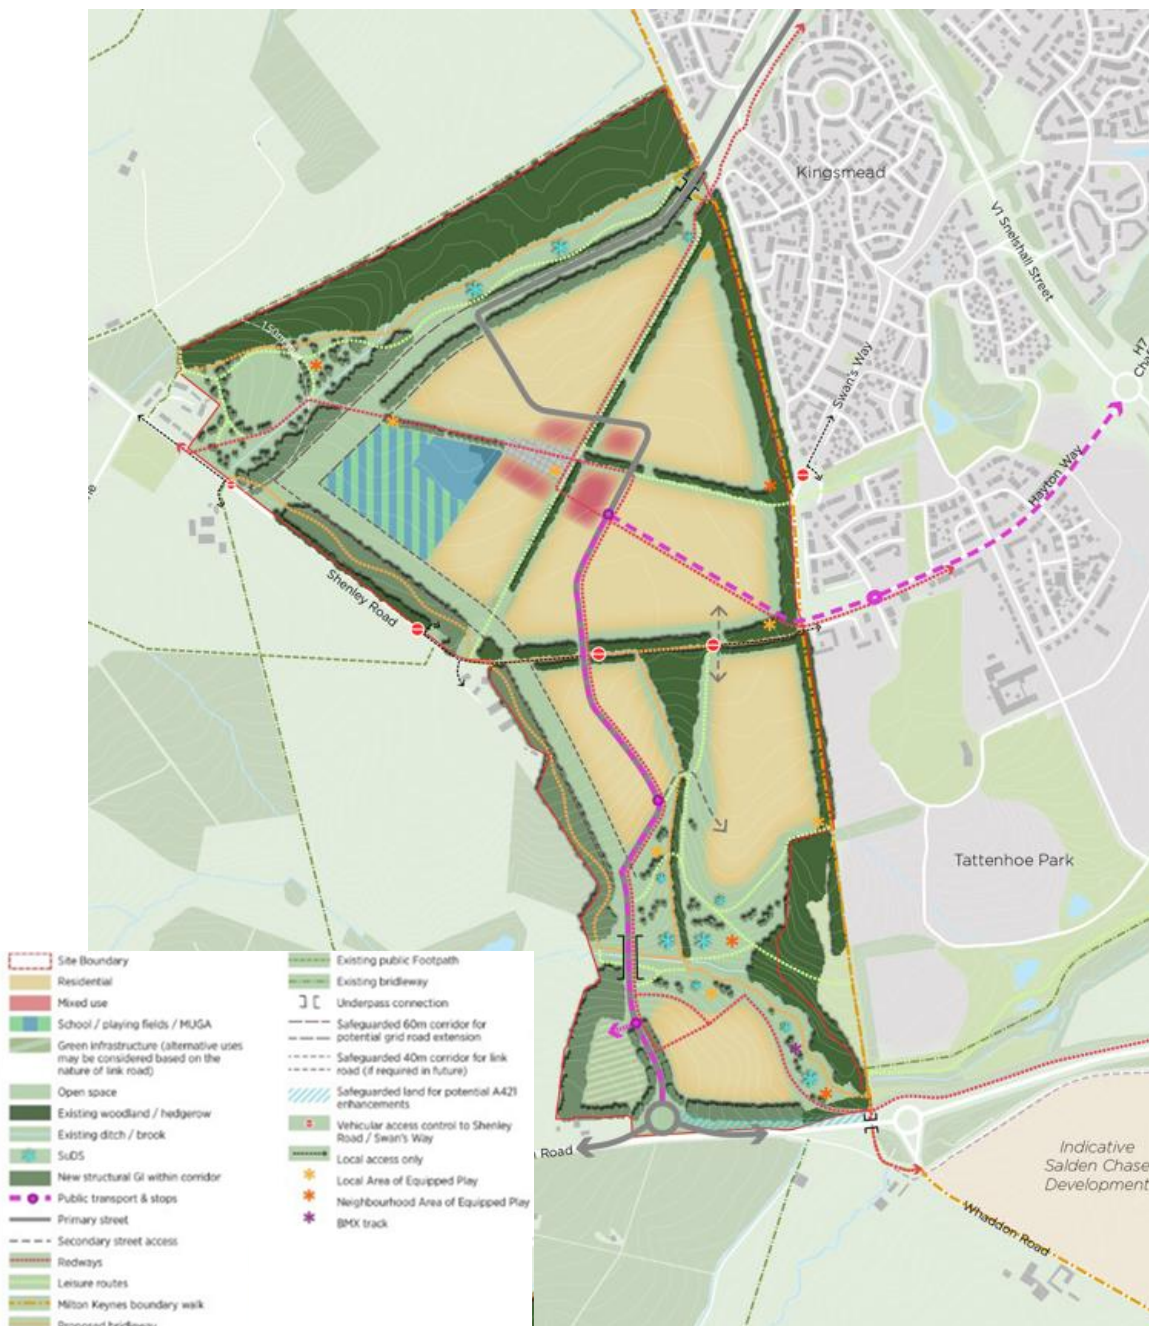 Kingsmead
V1 Snelshall Street
H7
Swan's Way
150m
Hayton Way
Shenley Road
Tattenhoe Park
Road
Indicative
Salden Chase
Development
Whaddon Road
Site Boundary
Residential
Mixed use
School / playing fields / MUGA
Green infrastructure (alternative uses
may be considered based on the
nature of link road)
Open space
Existing woodland / hedgerow
Existing ditch / brook
SuDS
New structural GI within corridor
Public transport & stops
Primary street
Secondary street access
Redways
Leisure routes
Milton Keynes boundary walk
Proposed bridleway
Existing public Footpath
Existing bridleway
Underpass connection
Safeguarded 60m corridor for
potential grid road extension
Safeguarded 40m corridor for link
road (if required in future)
Safeguarded land for potential A421
enhancements
Vehicular access control to Shenley
Road / Swan's Way
Local access only
Local Area of Equipped Play
Neighbourhood Area of Equipped Play
BMX track